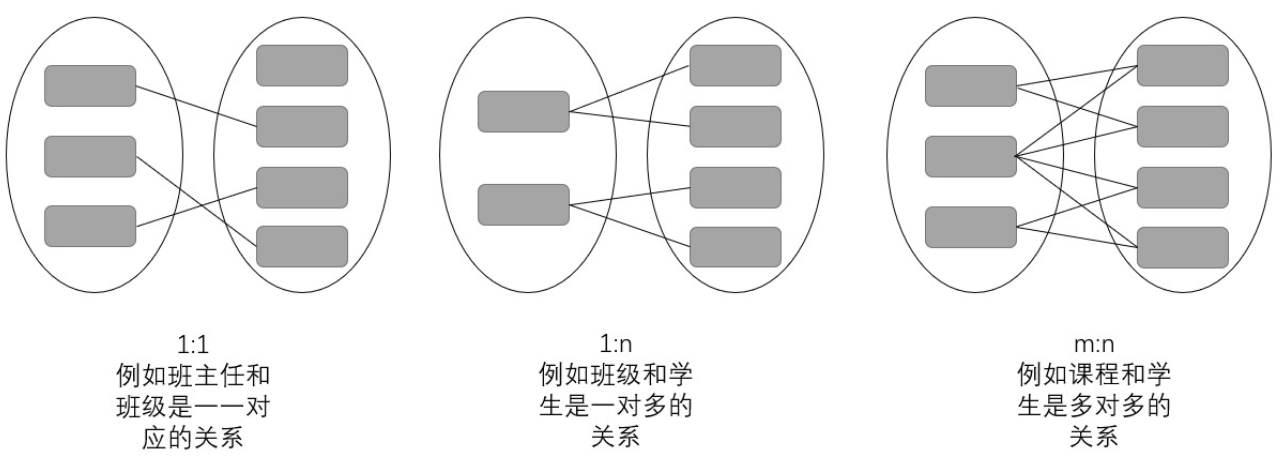 1:1
例如班主任和
班级是一一对
应的关系
1:n
例如班级和学
生是一对多的
关系
m:n
例如课程和学
生是多对多的
关系